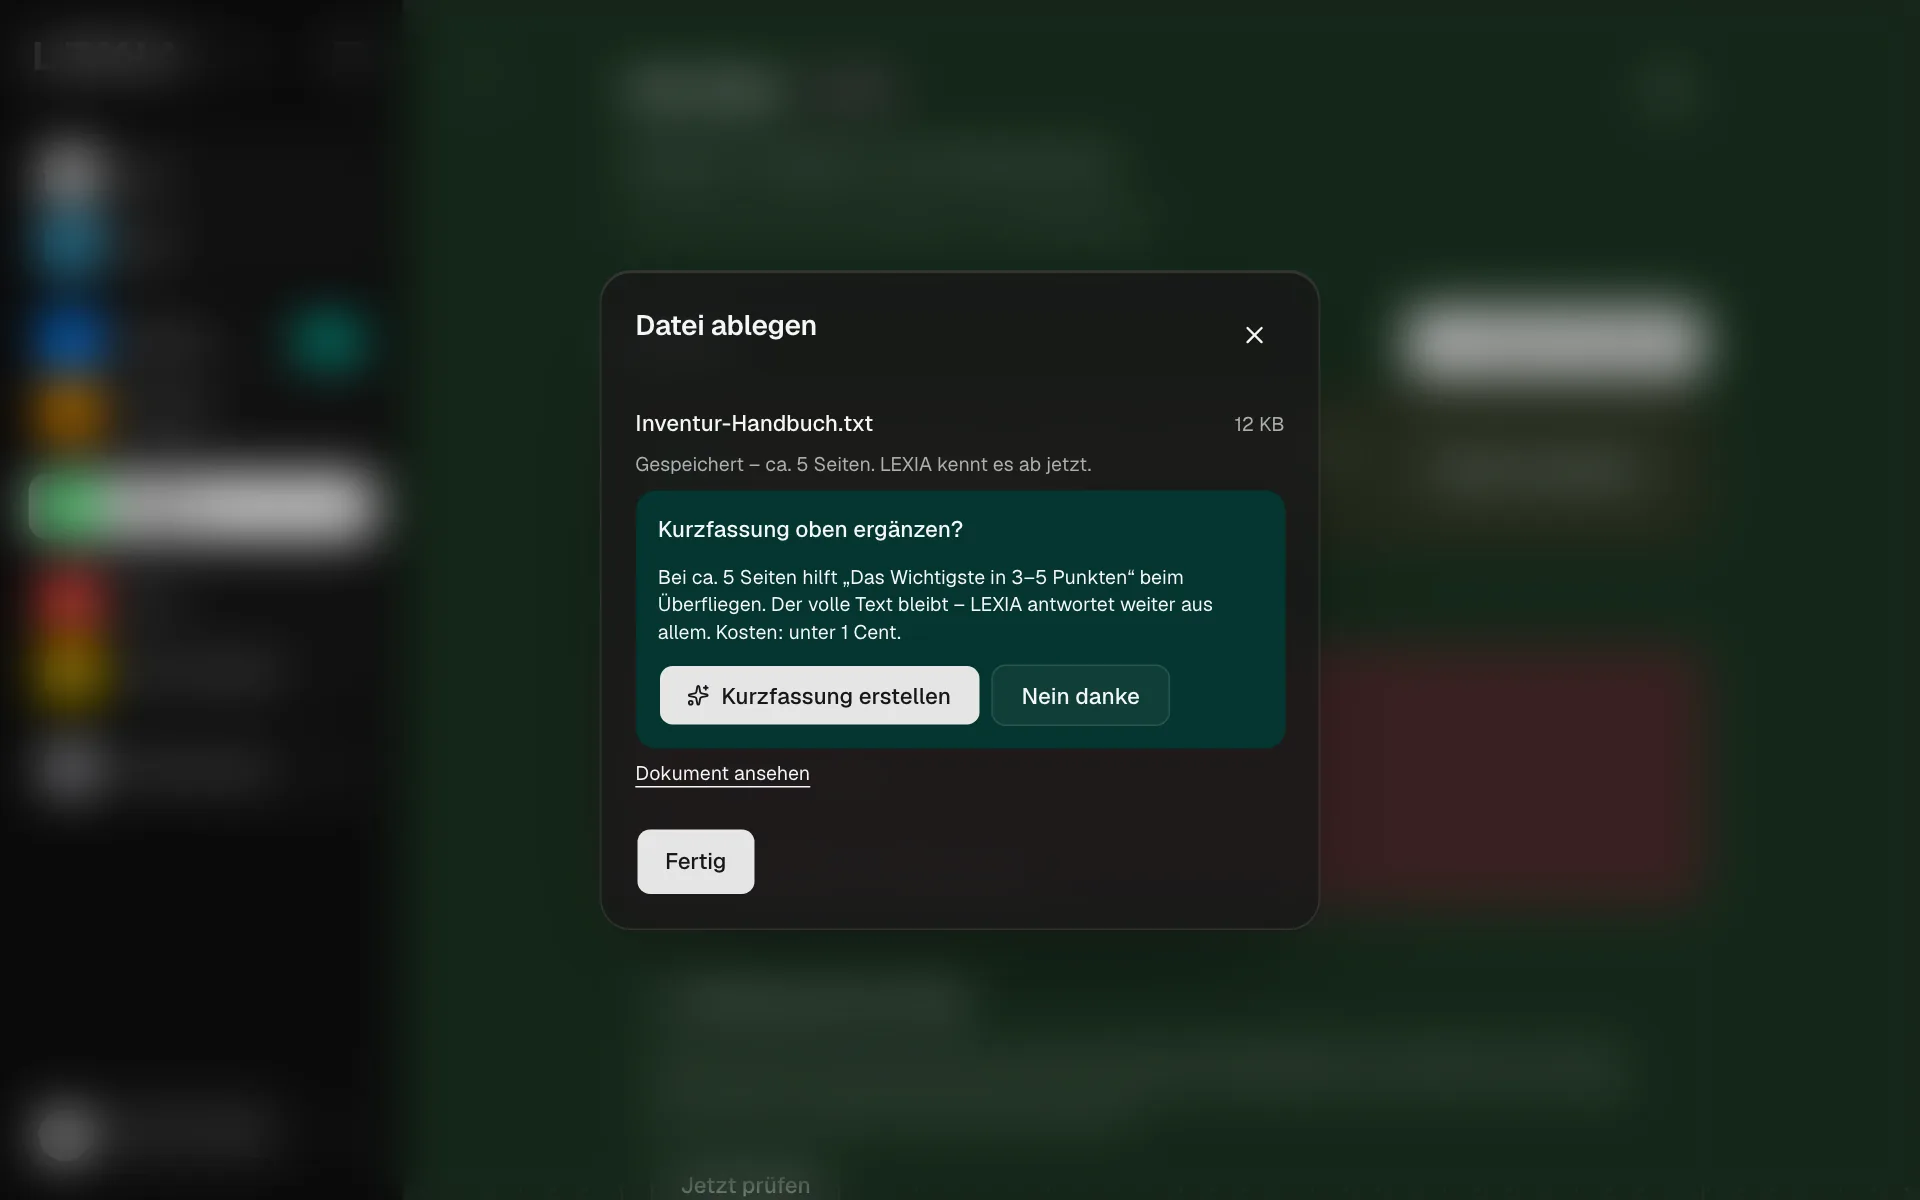 Datei ablegen
Inventur-Handbuch.txt 12 KB
Gespeichert – ca. 5 Seiten. LEXIA kennt es ab jetzt.
Kurzfassung oben ergänzen?
Bei ca. 5 Seiten hilft „Das Wichtigste in 3–5 Punkten“ beim
Überfliegen. Der volle Text bleibt – LEXIA antwortet weiter aus
allem. Kosten: unter 1 Cent.
Kurzfassung erstellen Nein danke
Dokument ansehen
Fertig
Jetzt prüfen